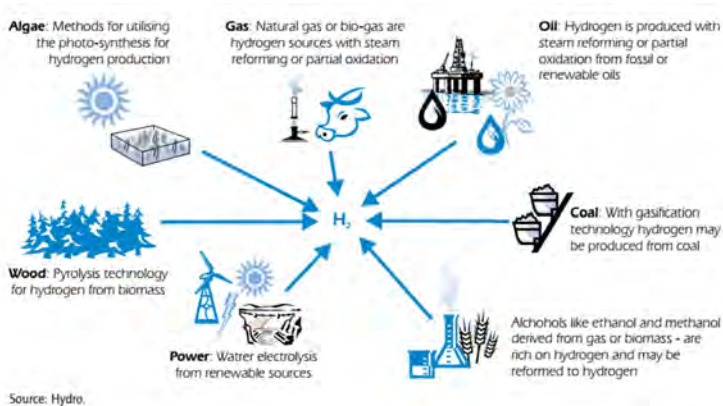 Algae: Methods for utilising
the photo-synthesis for
hydrogen production
Gas: Natural gas or bio-gas are
hydrogen sources with steam
reforming or partial oxidation
Oil: Hydrogen is produced with
steam reforming or partial
oxidation from fossil or
renewable oils
H₂
Coal: With gasification
technology hydrogen may
be produced from coal
Wood: Pyrolysis technology
for hydrogen from biomass
Power: Watrer electrolysis
from renewable sources
Alchohols like ethanol and methanol
derived from gas or biomass - are
rich on hydrogen and may be
reformed to hydrogen
Source: Hydro.